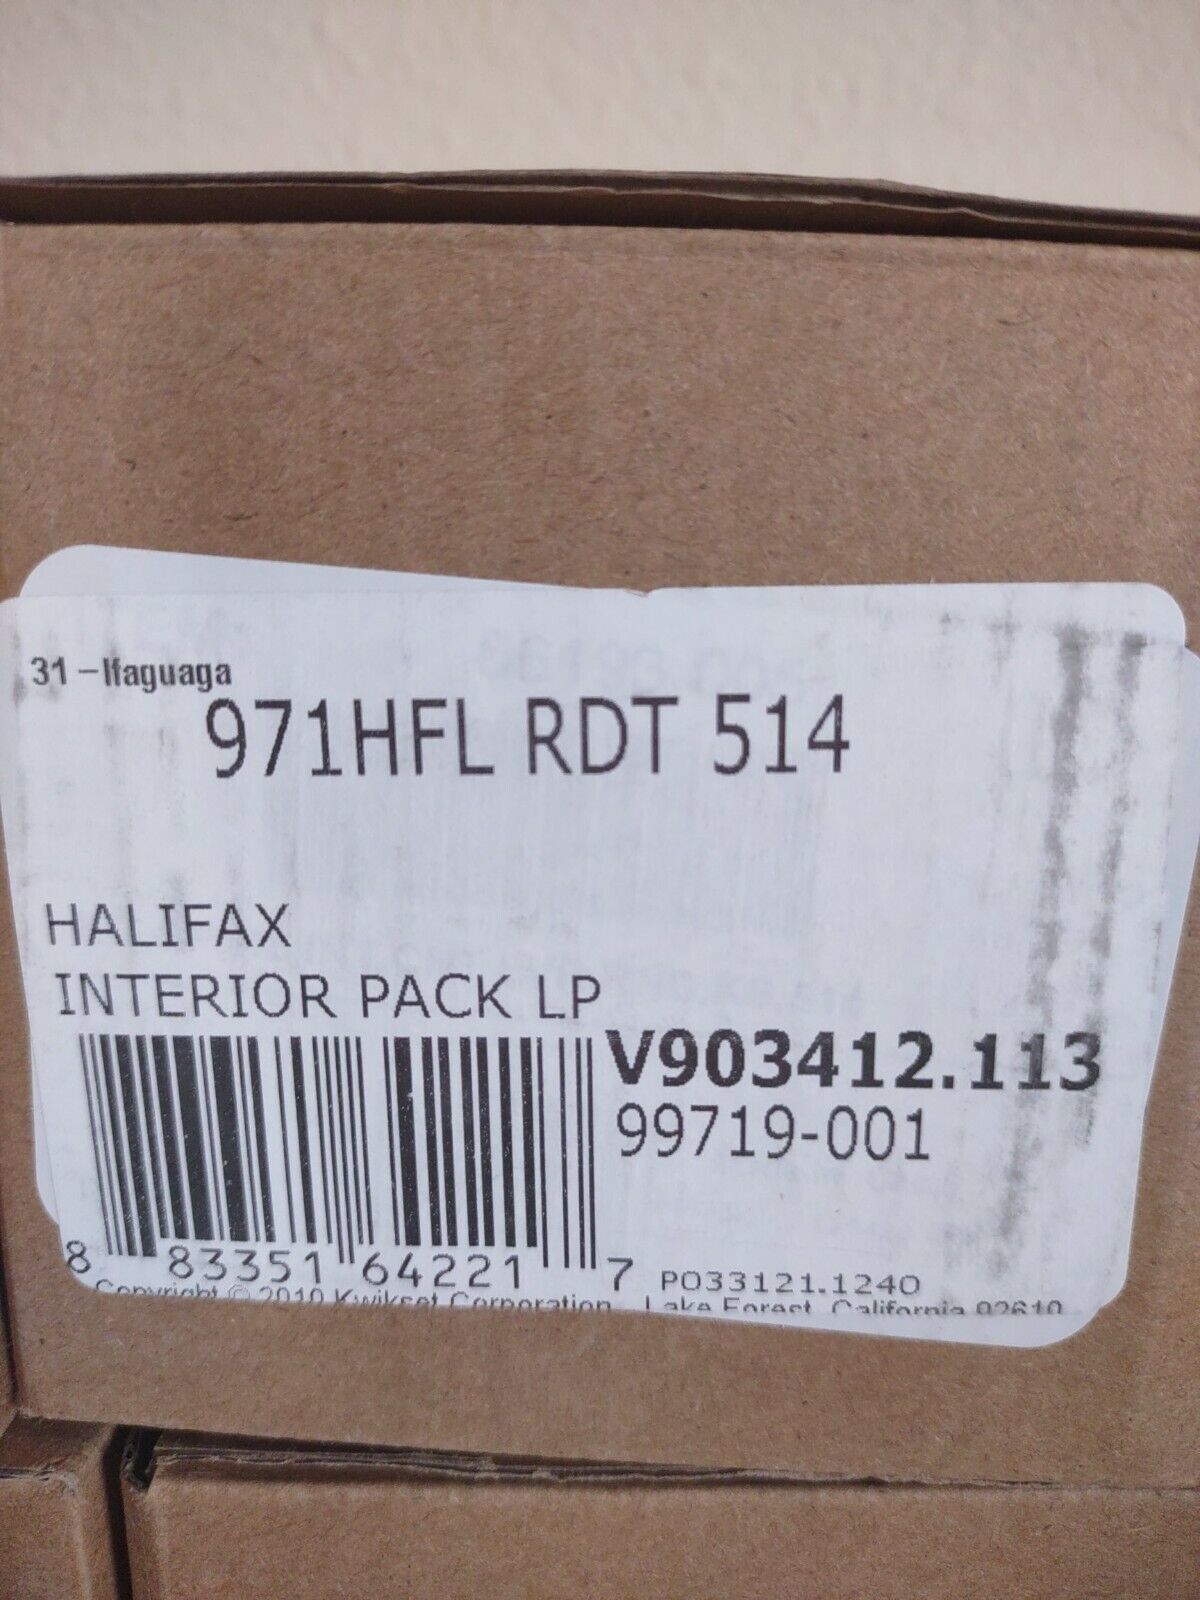 31 -lfaguaga
971HFL RDT 514
HALIFAX
INTERIOR PACK LP
V903412.113
99719-001
8 83351 64221 7
PO33121.1240
Copyright © 2010 Kwikset Corporation Lake Forest, California 92610